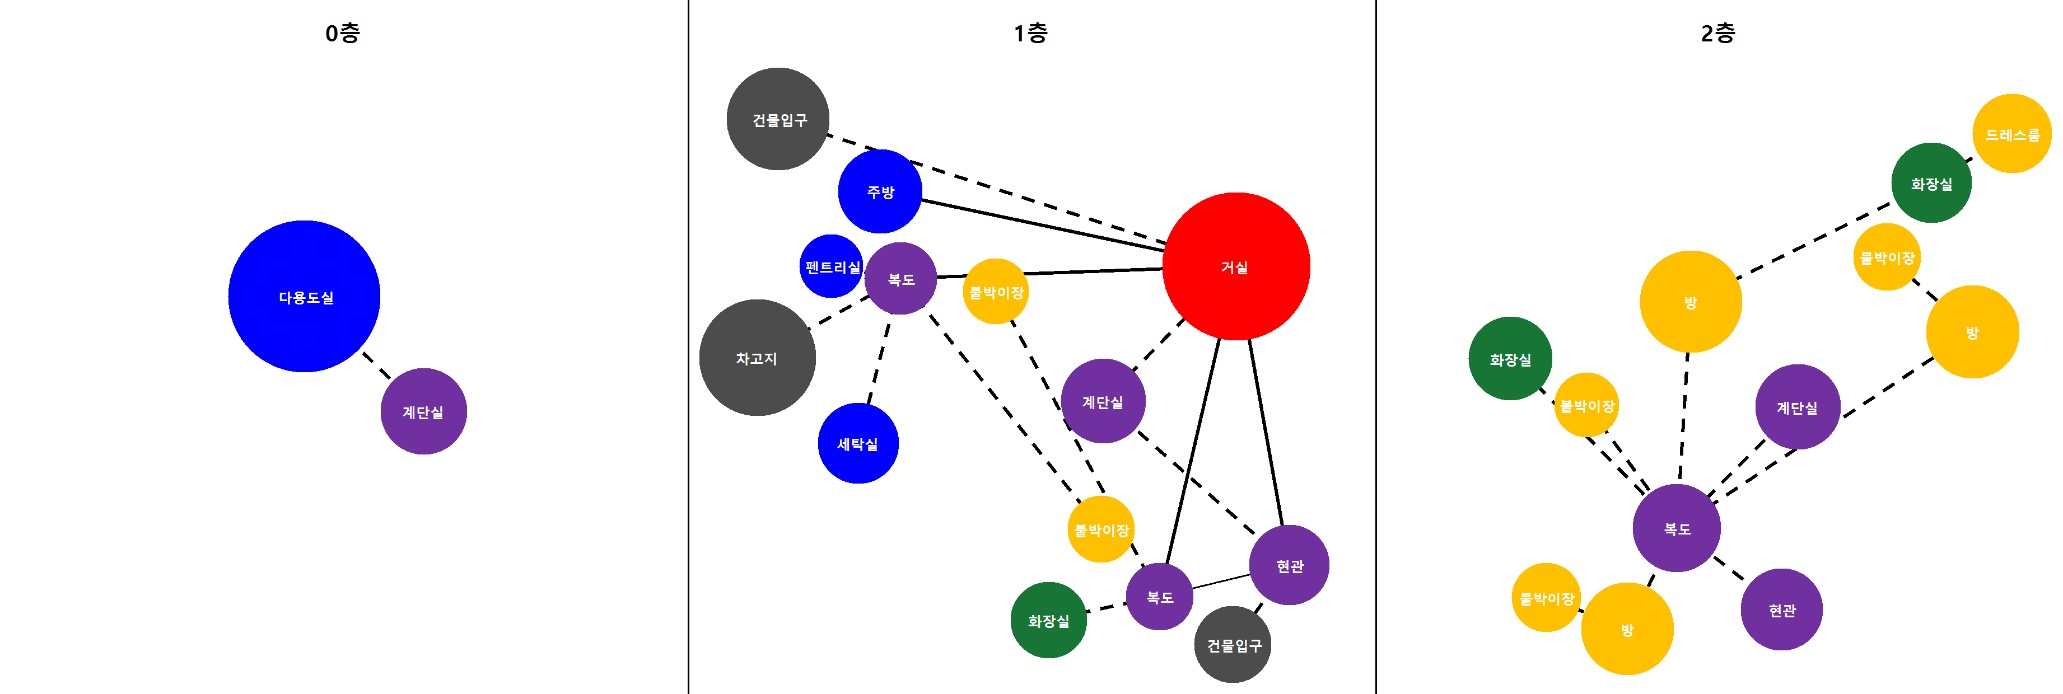 0층
다용도실
계단실
1층
건물입구
주방
거실
펜트리실
복도
붙박이장
차고지
계단실
세탁실
붙박이장
현관
복도
화장실
건물입구
2층
드레스룸
화장실
붙박이장
방
방
화장실
붙박이장
계단실
복도
붙박이장
방
현관